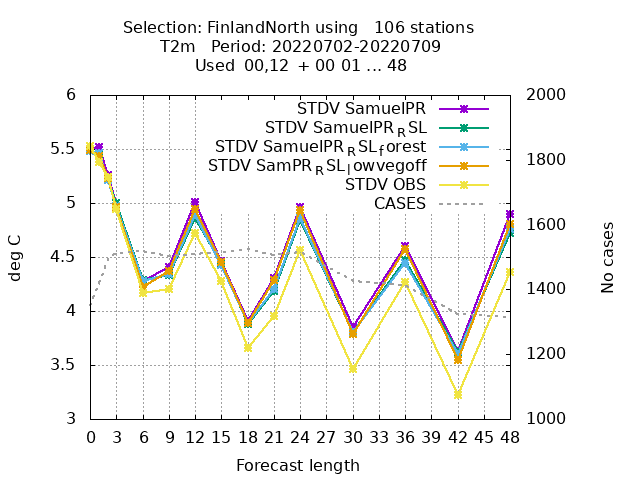 Selection: FinlandNorth using   106 stations
T2m   Period: 20220702-20220709
Used  00,12  + 00 01 ... 48
STDV SamuelPR
STDV SamuelPR_RSL
STDV SamuelPR_RSL_forest
STDV SamPR_RSL_lowvegoff
STDV OBS
CASES
6
5.5
5
4.5
4
3.5
3
deg C
2000
1800
1600
1400
1200
1000
No cases
0 3 6 9 12 15 18 21 24 27 30 33 36 39 42 45 48
Forecast length